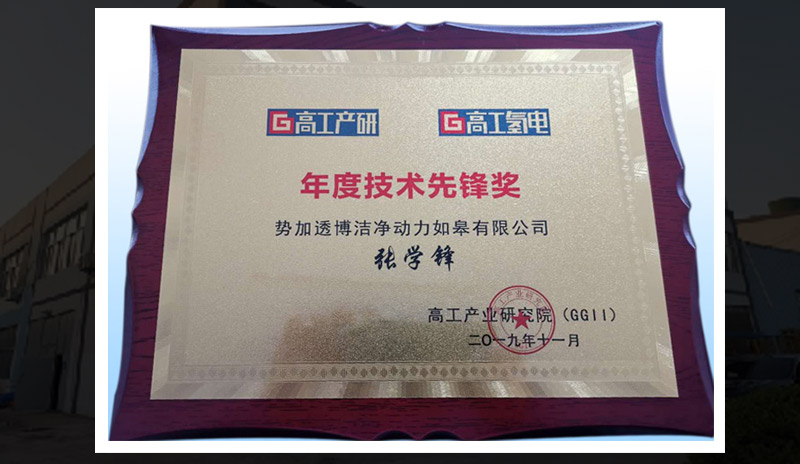 G高工产研 G高工氢电
年度技术先锋奖
势加透博洁净动力如皋有限公司
张学锋
高工产业研究院(GGII)
二〇一九年十一月